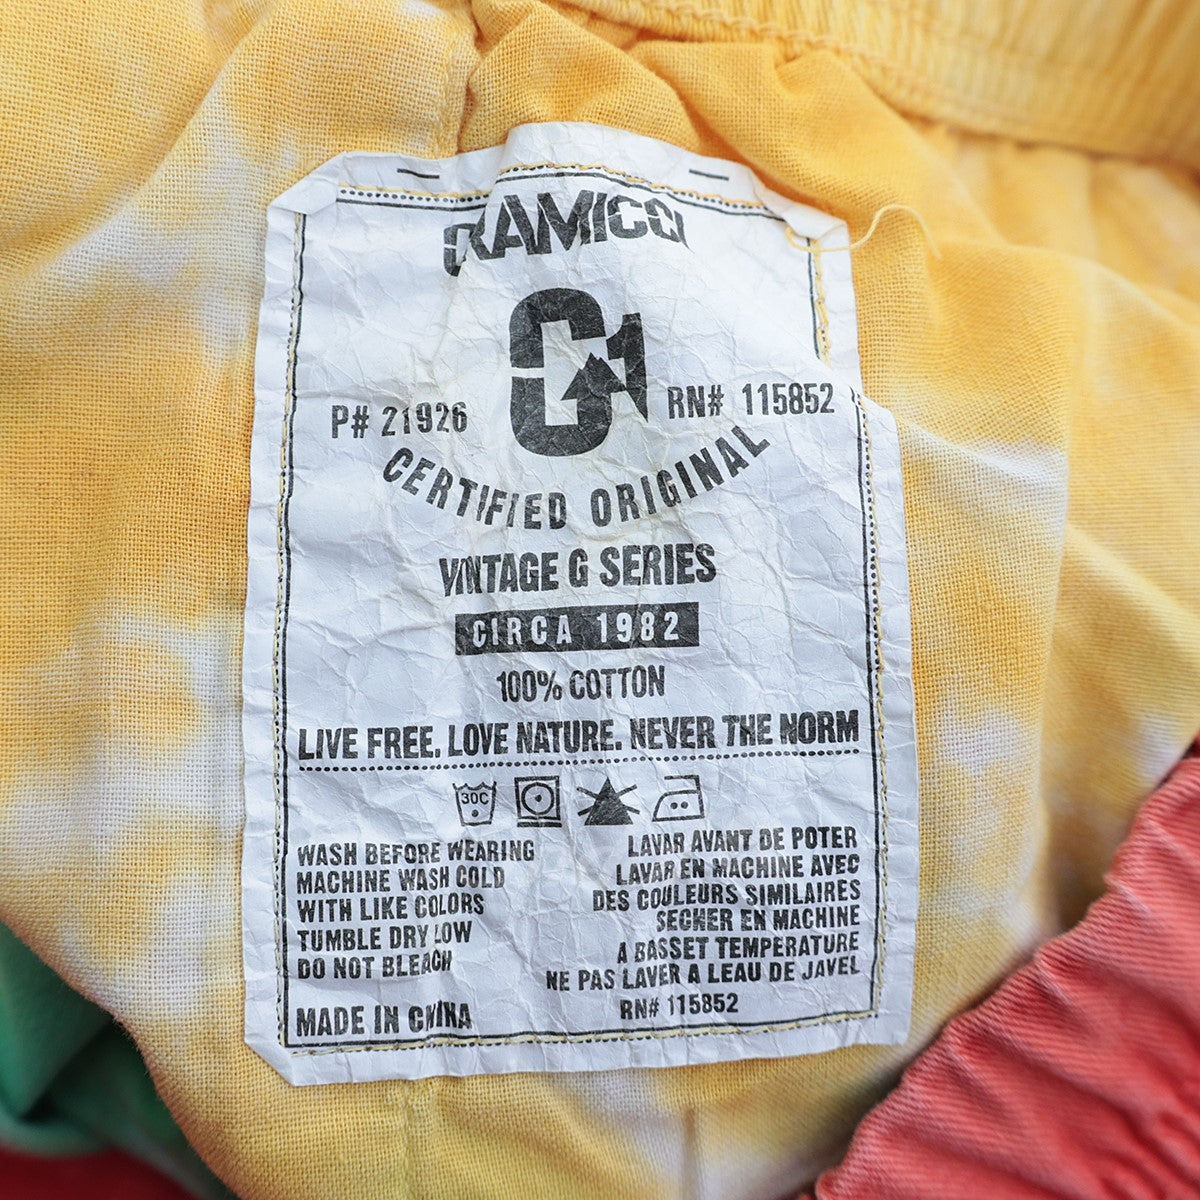 GRAMICCI
G1
P# 21926
RN# 115852
CERTIFIED ORIGINAL
VINTAGE G SERIES
CIRCA 1982
100% COTTON
LIVE FREE. LOVE NATURE. NEVER THE NORM
30C
WASH BEFORE WEARING
MACHINE WASH COLD
WITH LIKE COLORS
TUMBLE DRY LOW
DO NOT BLEACH
MADE IN CHINA
LAVAR AVANT DE POTER
LAVAR EN MACHINE AVEC
DES COULEURS SIMILAIRES
SECHER EN MACHINE
A BASSET TEMPERATURE
NE PAS LAVER A LEAU DE JAVEL
RN# 115852